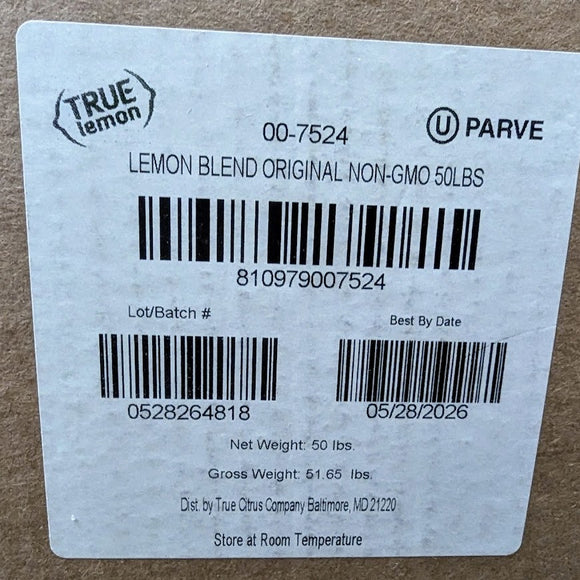 TRUE
lemon
00-7524
U PARVE
LEMON BLEND ORIGINAL NON-GMO 50LBS
810979007524
Lot/Batch #
Best By Date
0528264818
05/28/2026
Net Weight: 50 lbs.
Gross Weight: 51.65 lbs.
Dist. by True Citrus Company Baltimore, MD 21220
Store at Room Temperature